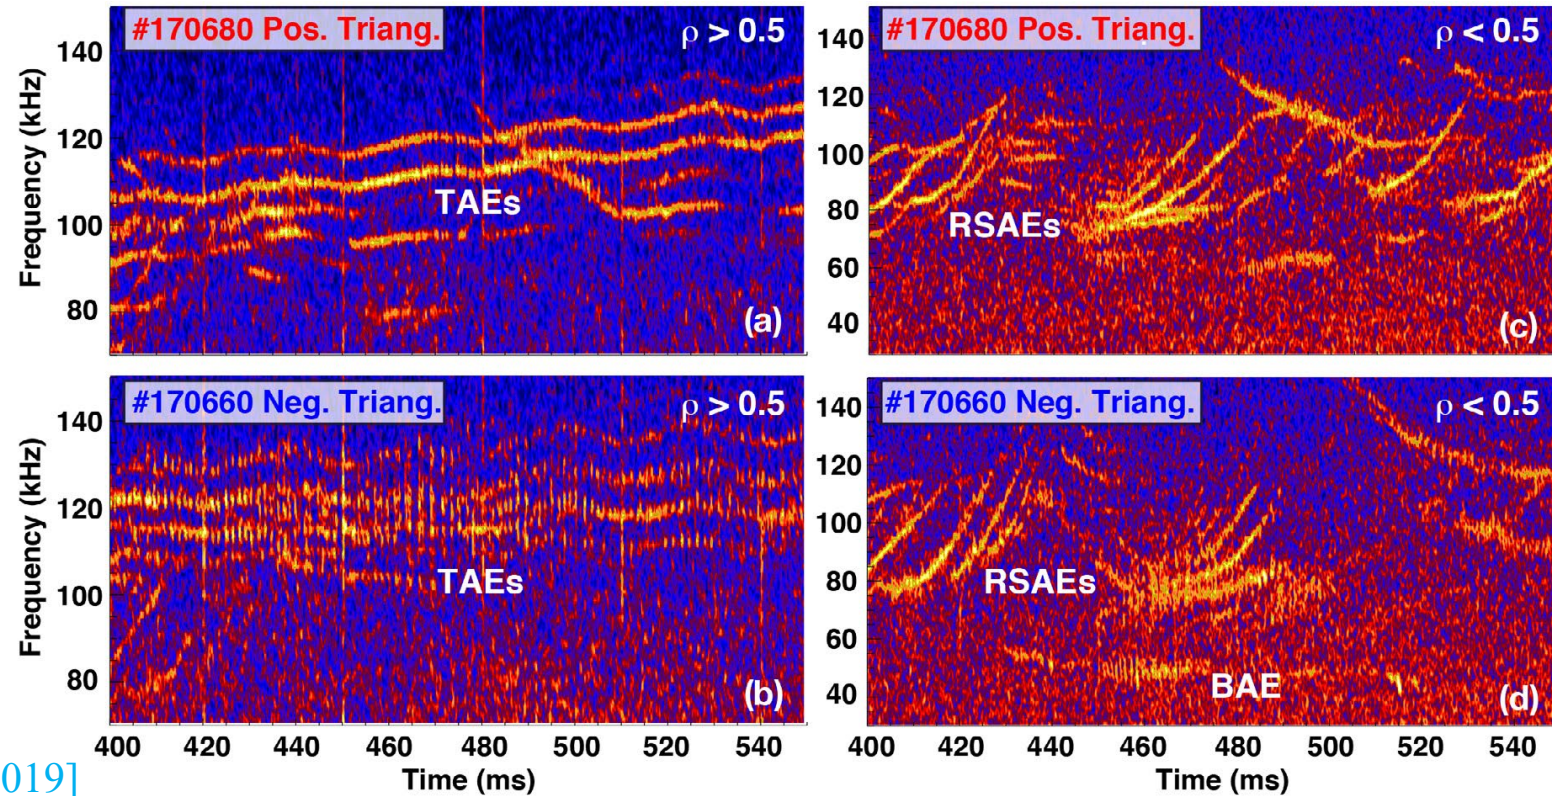 #170680 Pos. Triang.
ρ > 0.5
140
120
100
80
Frequency (kHz)
TAEs
(a)
#170680 Pos. Triang.
ρ < 0.5
140
120
100
80
60
40
RSAEs
(c)
#170660 Neg. Triang.
ρ > 0.5
140
120
100
80
Frequency (kHz)
TAEs
(b)
400 420 440 460 480 500 520 540
Time (ms)
#170660 Neg. Triang.
ρ < 0.5
140
120
100
80
60
40
RSAEs
BAE
(d)
400 420 440 460 480 500 520 540
Time (ms)
019]